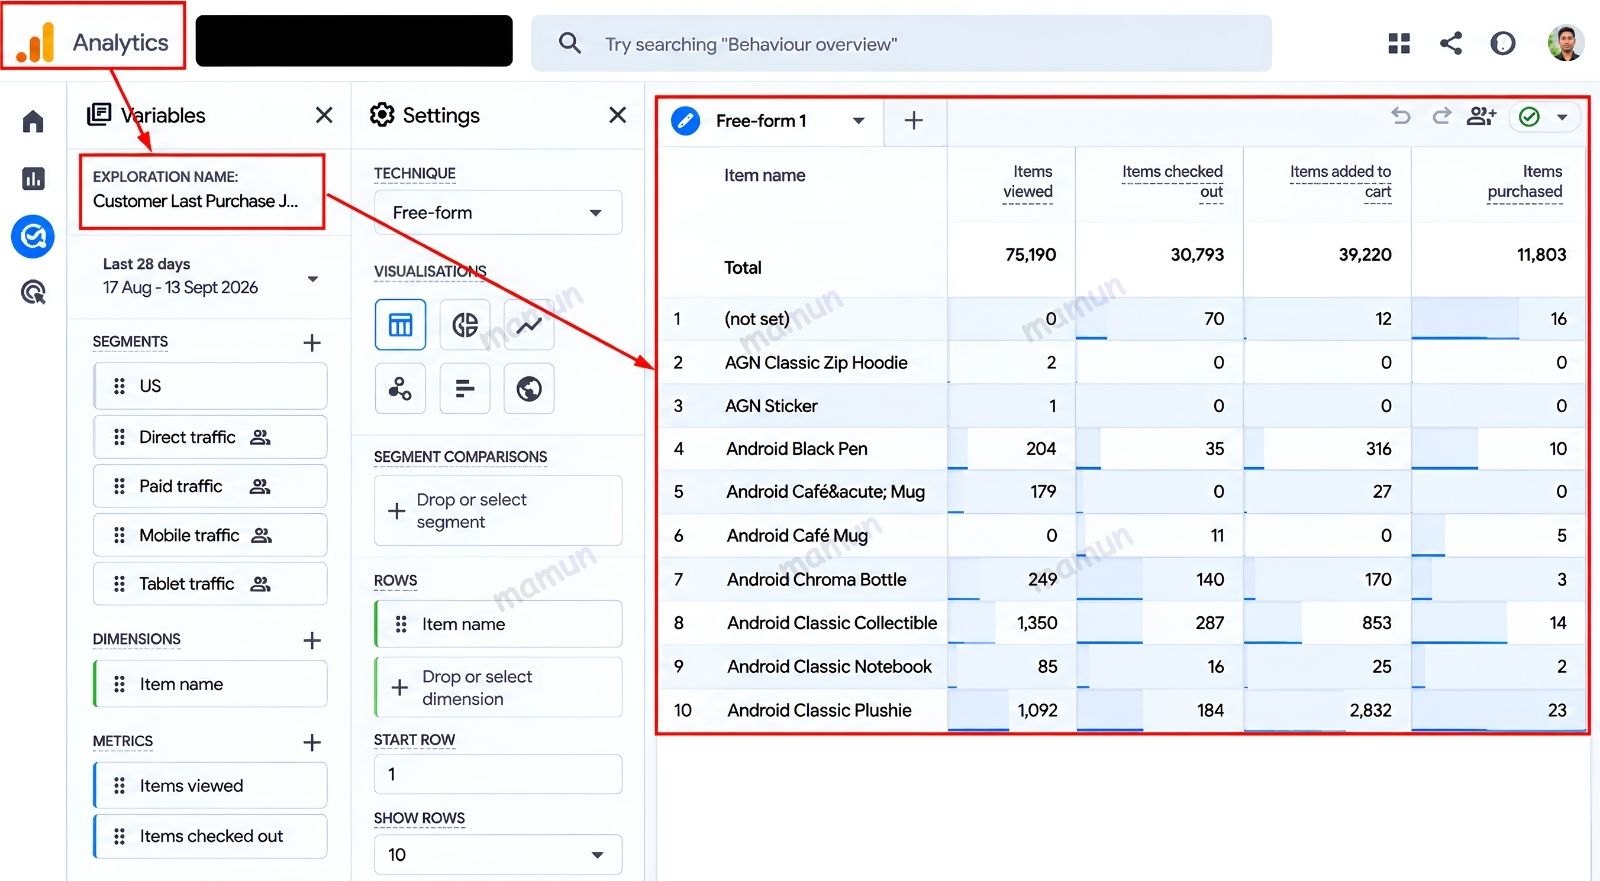 Analytics
Try searching "Behaviour overview"
Variables
EXPLORATION NAME:
Customer Last Purchase J...
Last 28 days
17 Aug - 13 Sept 2026
SEGMENTS
US
Direct traffic
Paid traffic
Mobile traffic
Tablet traffic
DIMENSIONS
Item name
METRICS
Items viewed
Items checked out
Settings
TECHNIQUE
Free-form
VISUALISATIONS
SEGMENT COMPARISONS
Drop or select
segment
ROWS
Item name
Drop or select
dimension
START ROW
1
SHOW ROWS
10
Free-form 1
Item name
Items
viewed
Items checked
out
Items added to
cart
Items
purchased
Total 75,190 30,793 39,220 11,803
1 (not set) 0 70 12 16
2 AGN Classic Zip Hoodie 2 0 0 0
3 AGN Sticker 1 0 0 0
4 Android Black Pen 204 35 316 10
5 Android Café&acute; Mug 179 0 27 0
6 Android Café Mug 0 11 0 5
7 Android Chroma Bottle 249 140 170 3
8 Android Classic Collectible 1,350 287 853 14
9 Android Classic Notebook 85 16 25 2
10 Android Classic Plushie 1,092 184 2,832 23
mamun
mamun
mamun
mamun
mamun
mamun